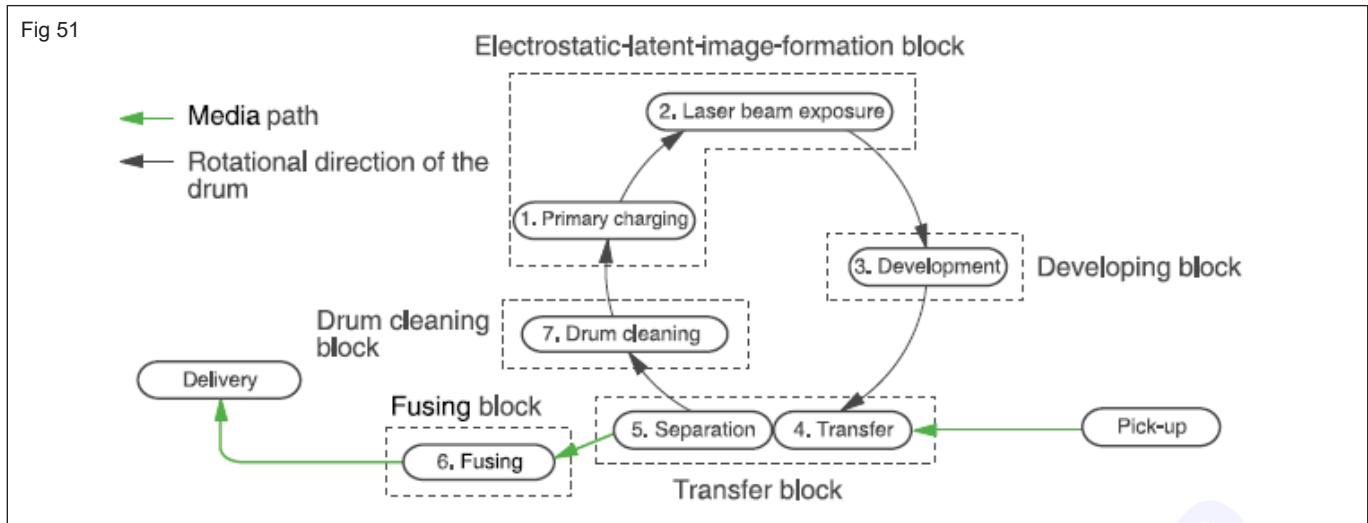 Fig 51
Electrostatic-latent-image-formation block
Media path
Rotational direction of the
drum
2. Laser beam exposure
1. Primary charging
3. Development
Developing block
Drum cleaning
block
7. Drum cleaning
Delivery
Fusing block
6. Fusing
5. Separation
4. Transfer
Pick-up
Transfer block